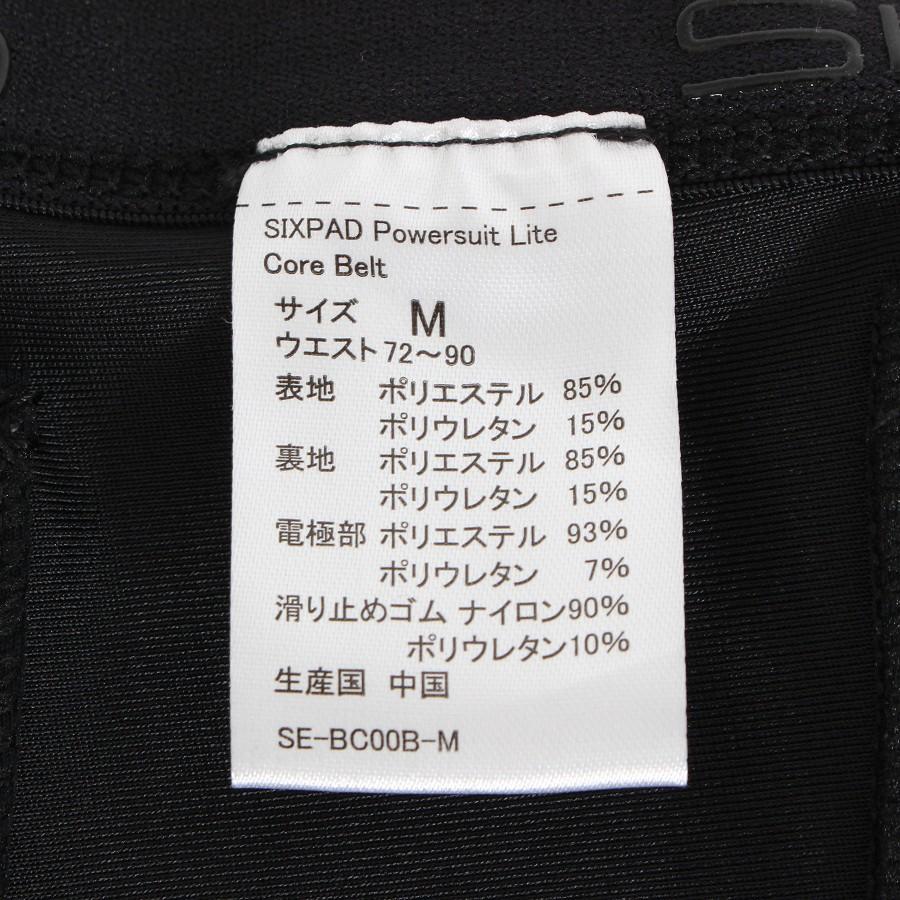 SIXPAD Powersuit Lite
Core Belt
サイズ M
ウエスト 72～90
表地 ポリエステル 85%
ポリウレタン 15%
裏地 ポリエステル 85%
ポリウレタン 15%
電極部 ポリエステル 93%
ポリウレタン 7%
滑り止めゴム ナイロン90%
ポリウレタン10%
生産国 中国
SE-BC00B-M